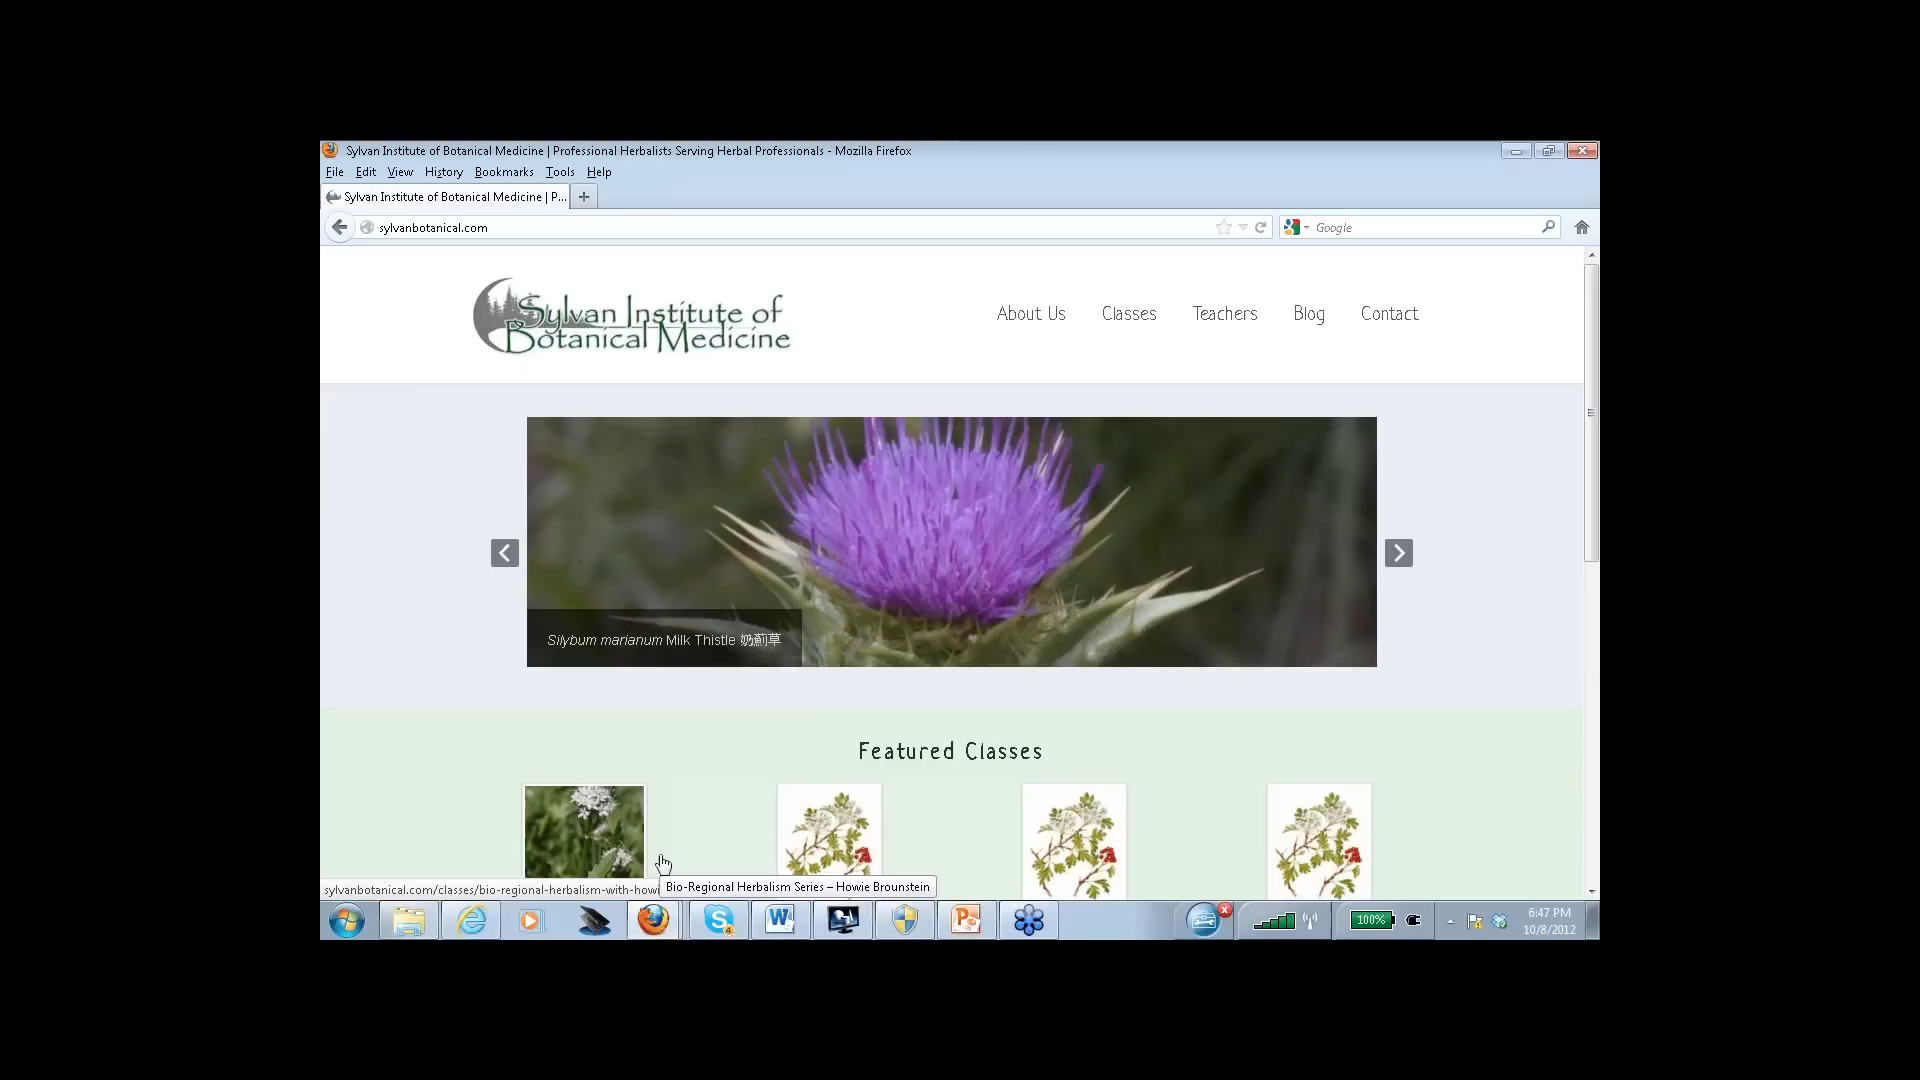 Sylvan Institute of Botanical Medicine | Professional Herbalists Serving Herbal Professionals - Mozilla Firefox
File Edit View History Bookmarks Tools Help
Sylvan Institute of Botanical Medicine | P...
sylvanbotanical.com
Google
Sylvan Institute of
Botanical Medicine
About Us Classes Teachers Blog Contact
Silybum marianum Milk Thistle 奶薊草
Featured Classes
sylvanbotanical.com/classes/bio-regional-herbalism-with-howi
Bio-Regional Herbalism Series – Howie Brounstein
4
100%
6:47 PM
10/8/2012